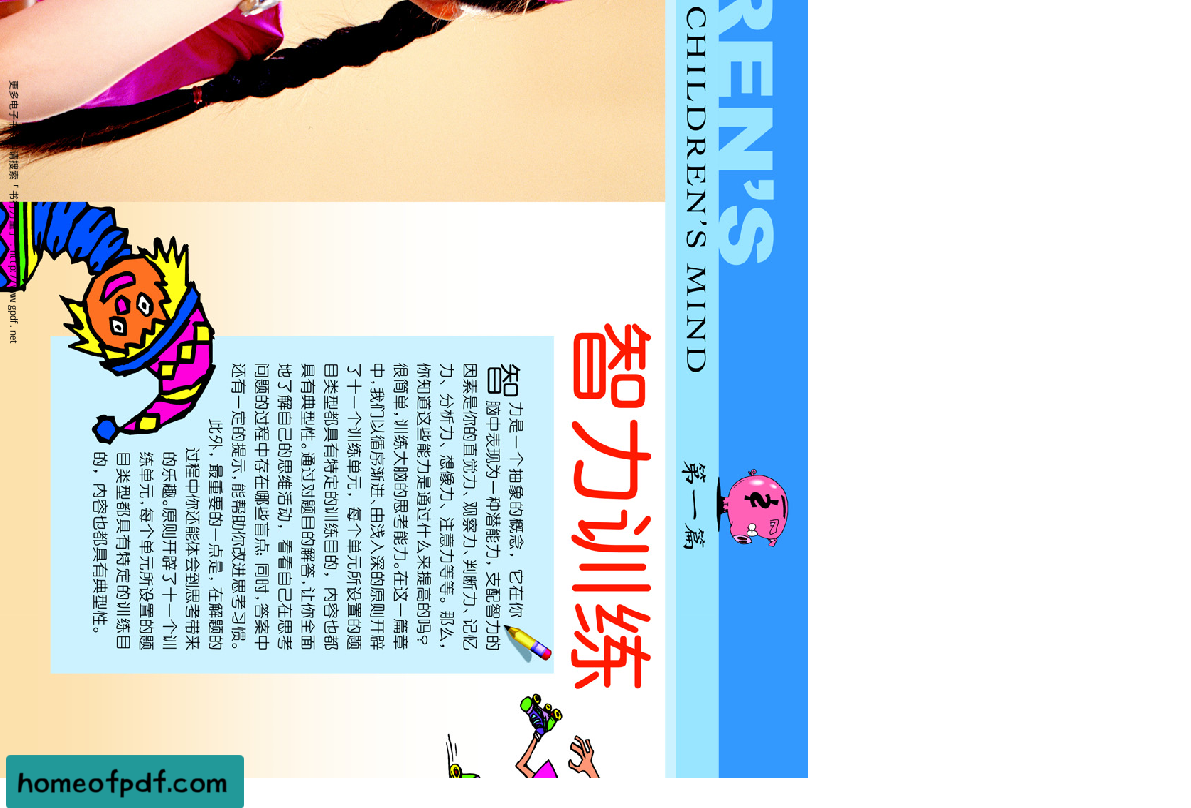 REN'S
CHILDREN'S MIND
第一篇
智力训练
智力是一个抽象的概念，它在你
脑中表现为一种潜能力，支配智力的
因素是你的直觉力、观察力、判断力、记忆
力、分析力、想像力、注意力等等。那么，
你知道这些能力是通过什么来提高的吗？
很简单，训练大脑的思考能力。在这一篇章
中，我们以循序渐进、由浅入深的原则开辟
了十一个训练单元，每个单元所设置的题
目类型都具有特定的训练目的，内容也都
具有典型性。通过对题目的解答，让你全面
地了解自己的思维活动，看看自己在思考
问题的过程中存在哪些盲点。同时，答案中
还有一定的提示，能帮助你改进思考习惯。
此外，最重要的一点是，在解题的
过程中你还能体会到思考带来
的乐趣。原则开辟了十一个训
练单元，每个单元所设置的题
目类型都具有特定的训练目
的，内容也都具有典型性。
更多电子 请搜索「书
gpdf.net
homeofpdf.com